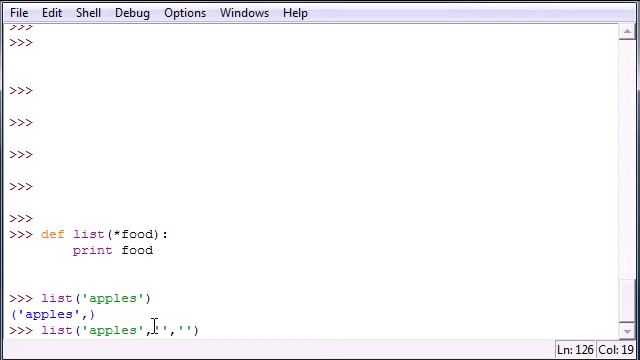 File Edit Shell Debug Options Windows Help
>>>
>>>
>>>
>>>
>>>
>>>
>>>
>>> def list(*food):
print food
>>> list('apples')
('apples',)
>>> list('apples','','')
Ln: 126 Col: 19